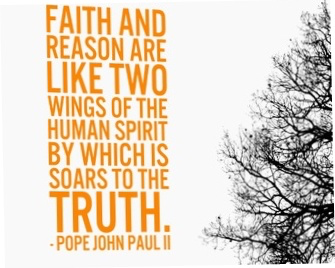 FAITH AND
REASON ARE
LIKE TWO
WINGS OF THE
HUMAN SPIRIT
BY WHICH IS
SOARS TO THE
TRUTH.
- POPE JOHN PAUL II